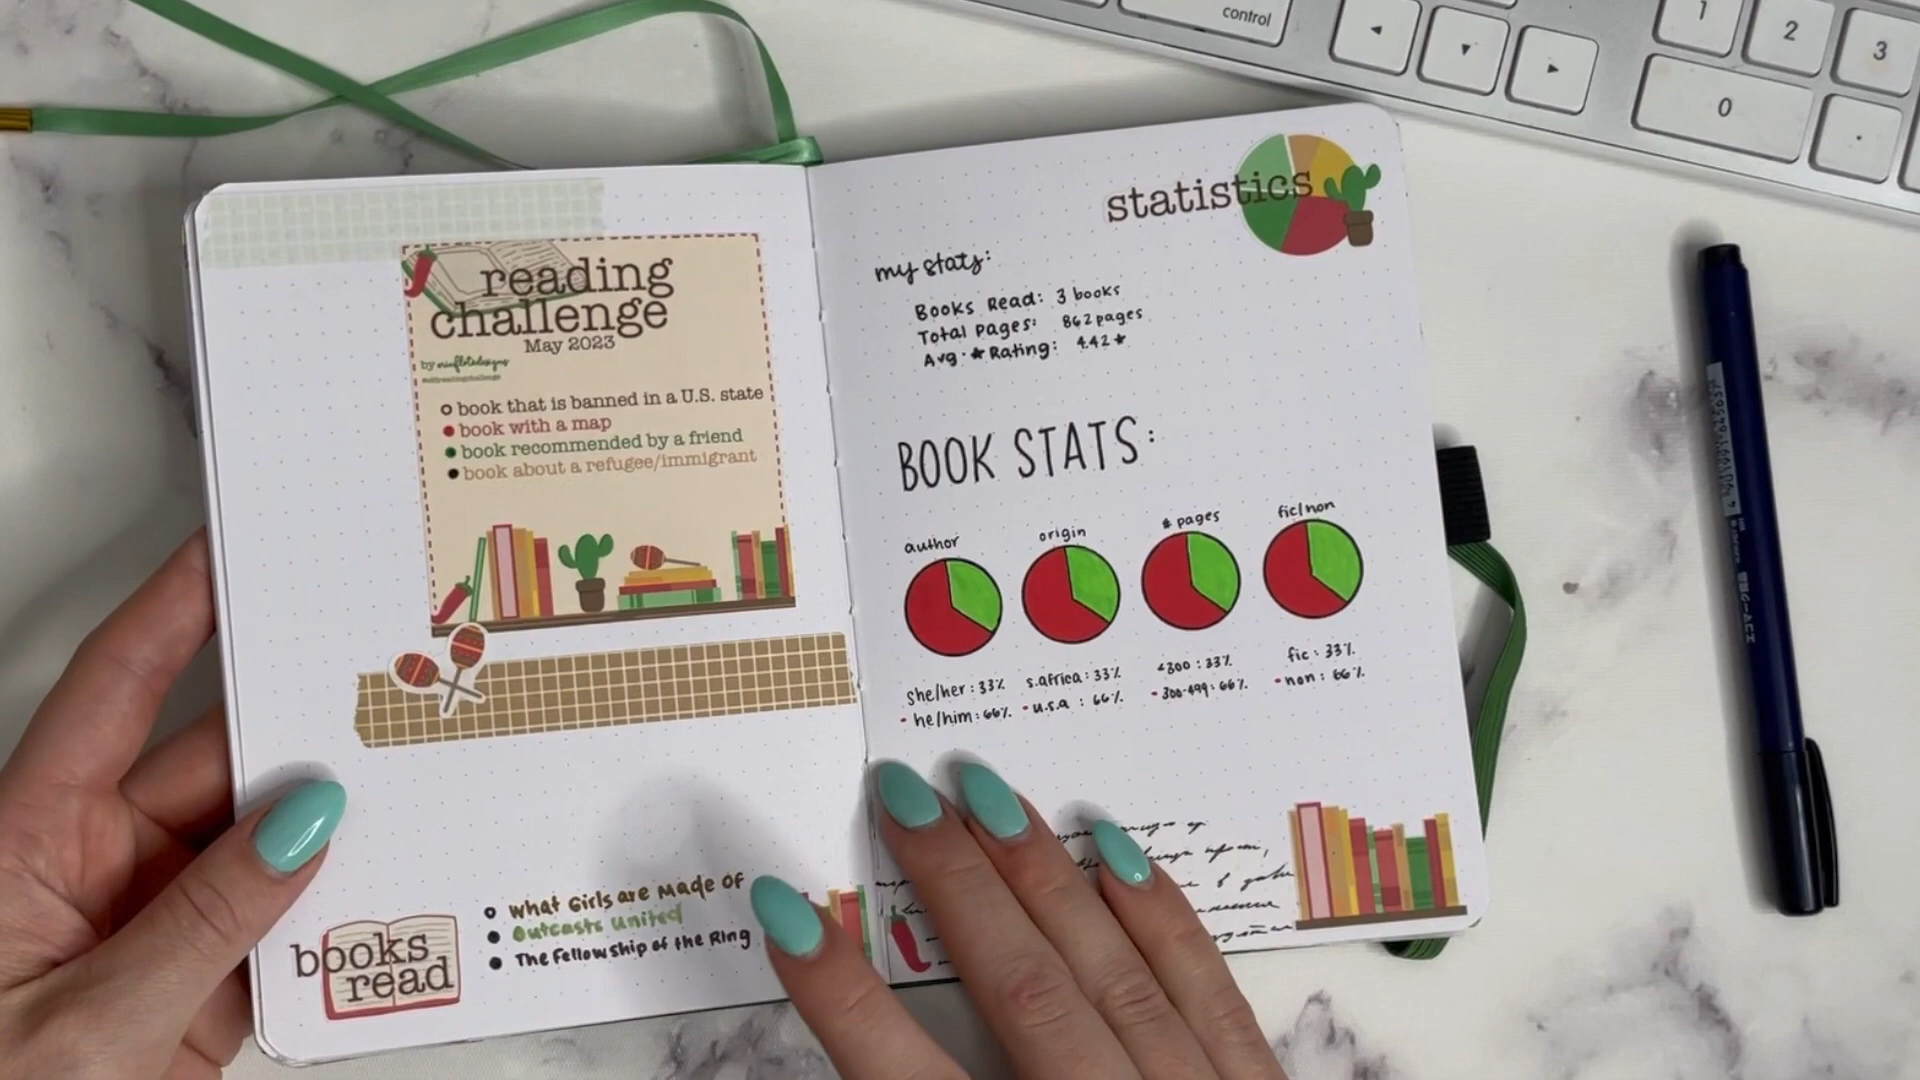 reading
challenge
May 2023
by
book that is banned in a U.S. state
book with a map
book recommended by a friend
book about a refugee/immigrant
books
read
What Girls are Made Of
Outcasts United
The Fellowship of the Ring
statistics
my stats:
Books Read: 3 books
Total Pages: 862 pages
Avg. ★ Rating: 4.42★
BOOK STATS:
author
origin
# pages
fic/non
she/her : 33%
he/him : 66%
s.africa : 33%
u.s.a : 66%
<300 : 33%
300-499 : 66%
fic : 33%
non : 66%
control
◄
▼
►
1
2
3
0
.